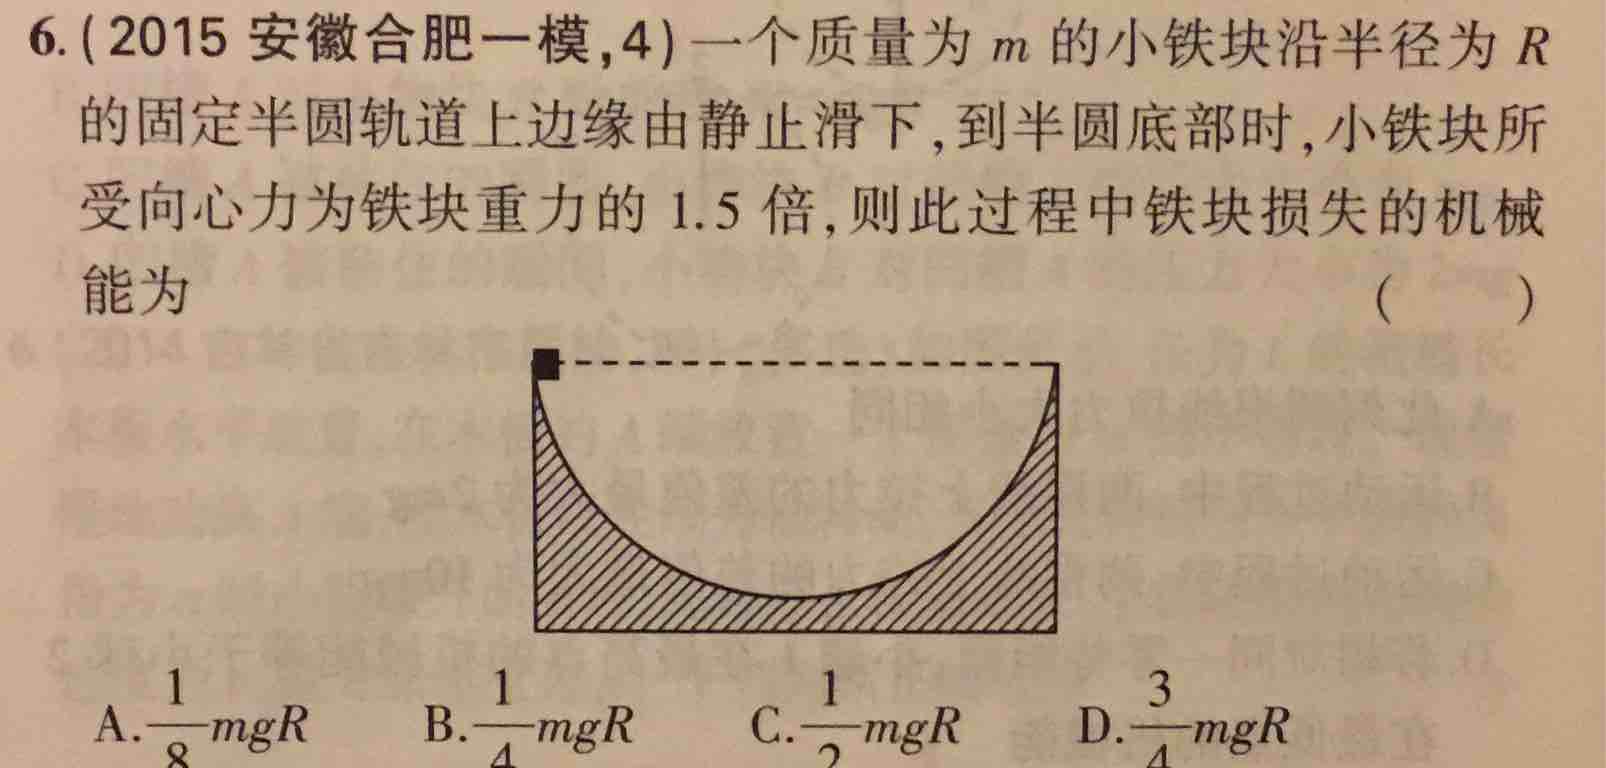 6.(2015 安徽合肥一模,4)一个质量为 m 的小铁块沿半径为 R
的固定半圆轨道上边缘由静止滑下,到半圆底部时,小铁块所
受向心力为铁块重力的 1.5 倍,则此过程中铁块损失的机械
能为 ( )
A.\frac{1}{8}mgR B.\frac{1}{4}mgR C.\frac{1}{2}mgR D.\frac{3}{4}mgR